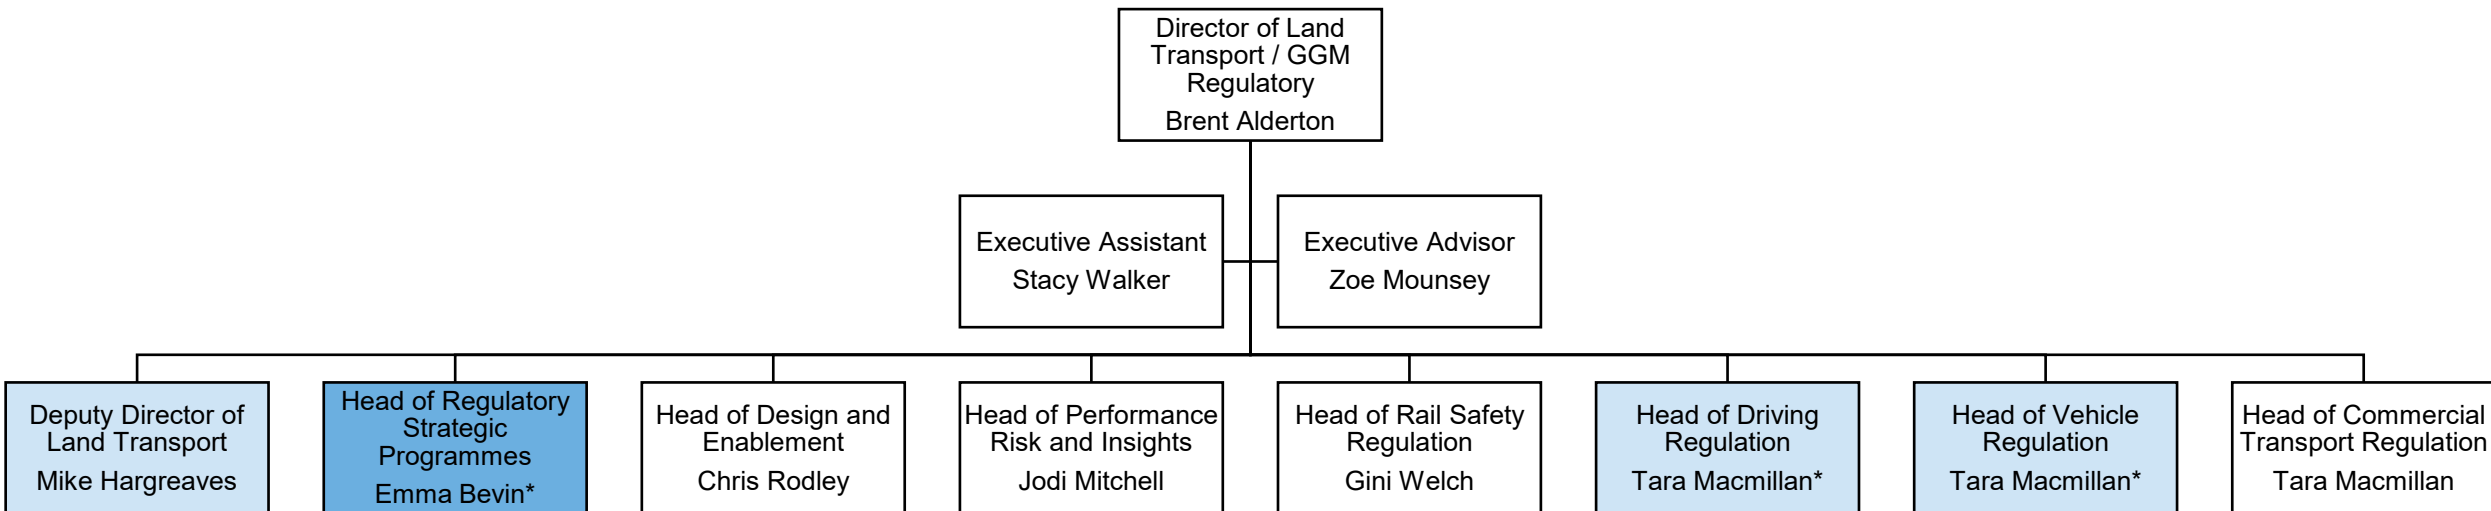 Director of Land
Transport / GGM
Regulatory
Brent Alderton
Executive Assistant
Stacy Walker
Executive Advisor
Zoe Mounsey
Deputy Director of
Land Transport
Mike Hargreaves
Head of Regulatory
Strategic
Programmes
Emma Bevin*
Head of Design and
Enablement
Chris Rodley
Head of Performance
Risk and Insights
Jodi Mitchell
Head of Rail Safety
Regulation
Gini Welch
Head of Driving
Regulation
Tara Macmillan*
Head of Vehicle
Regulation
Tara Macmillan*
Head of Commercial
Transport Regulation
Tara Macmillan